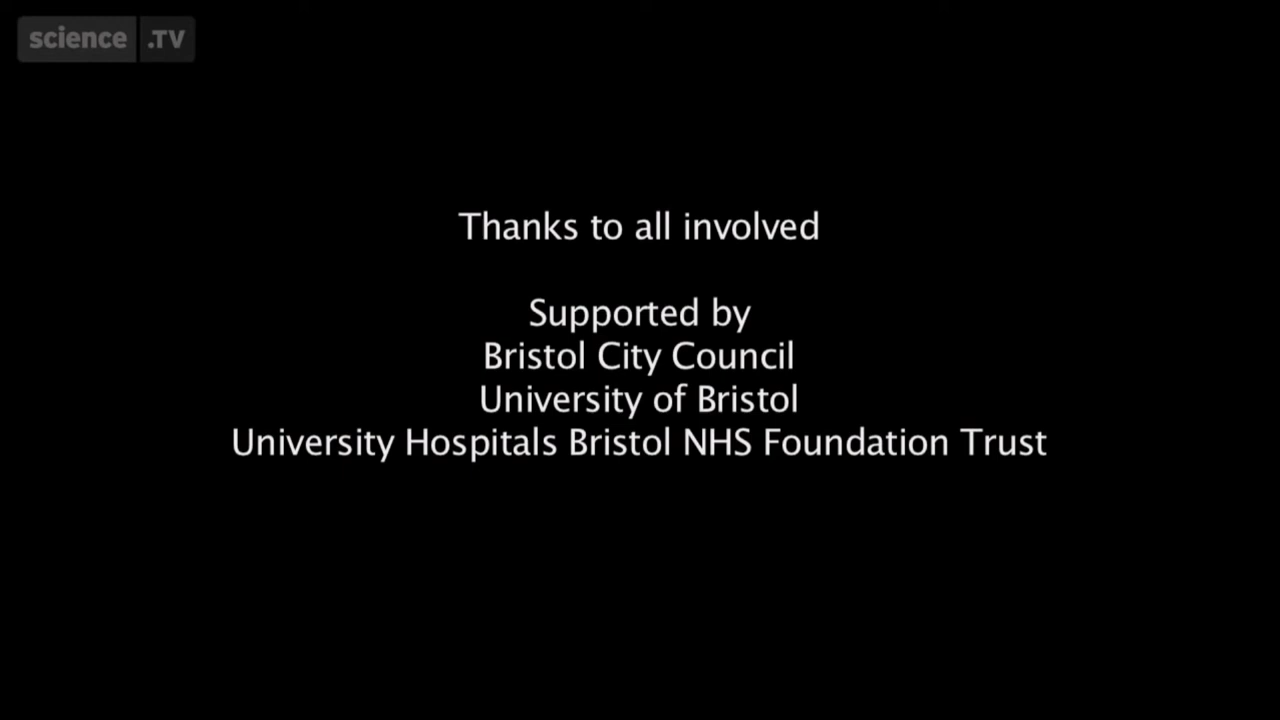 science .TV
Thanks to all involved
Supported by
Bristol City Council
University of Bristol
University Hospitals Bristol NHS Foundation Trust